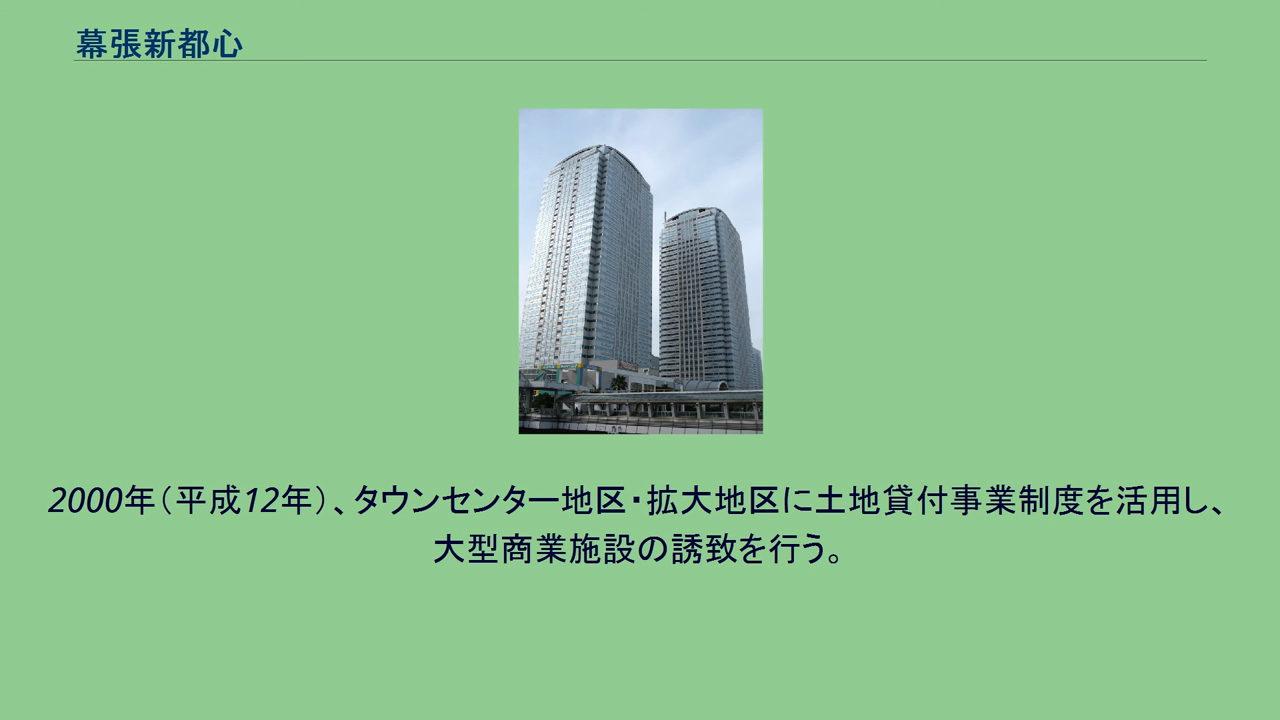 幕張新都心
2000年（平成12年）、タウンセンター地区・拡大地区に土地貸付事業制度を活用し、
大型商業施設の誘致を行う。